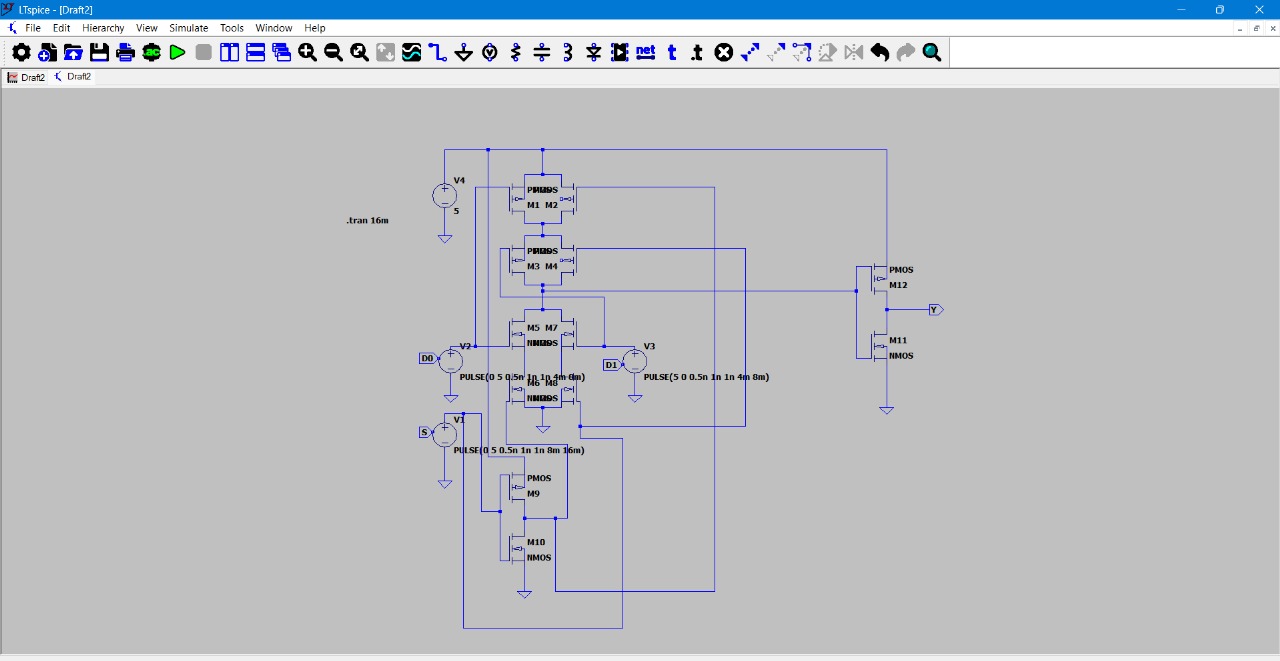 LTspice - [Draft2]
File Edit Hierarchy View Simulate Tools Window Help
net t .t
Draft2 Draft2
V4
5
.tran 16m
PMOS PMOS
M1 M2
PMOS PMOS
M3 M4
PMOS
M12
Y
M5 M7
NMOS NMOS
M11
NMOS
V2
D0
V3
D1
PULSE(0 5 0.5n 1n 1n 4m 8m)
PULSE(5 0 0.5n 1n 1n 4m 8m)
M6 M8
NMOS NMOS
V1
S
PULSE(0 5 0.5n 1n 1n 8m 16m)
PMOS
M9
M10
NMOS